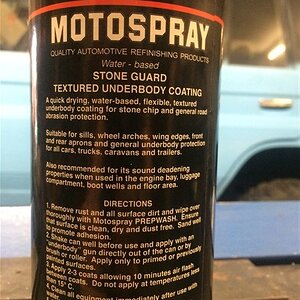 MOTOSPRAY
QUALITY AUTOMOTIVE REFINISHING PRODUCTS
Water - based
STONE GUARD
TEXTURED UNDERBODY COATING
A quick drying, water-based, flexible, textured
underbody coating for stone chip and general road
abrasion protection.
Suitable for sills, wheel arches, wing edges, front
and rear aprons and general underbody protection
for all cars, trucks, caravans and trailers.
Also recommended for its sound deadening
properties when used in the engine bay, luggage
compartment, boot wells and floor area.
DIRECTIONS
1. Remove rust and all surface dirt and wipe over
thoroughly with Motospray PREPWASH. Ensure
that surface is clean, dry and dust free. Sand well
to promote adhesion.
2. Shake can well before use and apply with an
underbody" gun directly out of the can or by
brush or roller. Apply only to primed or previously
painted surfaces.
3. Apply 2-3 coats allowing 10 minutes air flash
between coats. Do not apply at temperatures less
than 15° C.
4. Clean all equipment immediately after use with
water.